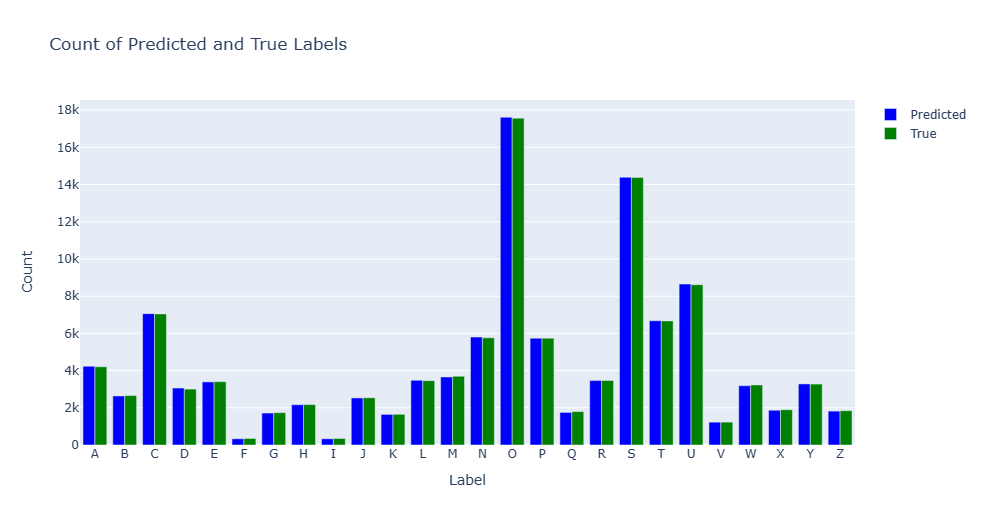 Count of Predicted and True Labels
Predicted
True
18k
16k
14k
12k
10k
8k
6k
4k
2k
0
Count
A B C D E F G H I J K L M N O P Q R S T U V W X Y Z
Label